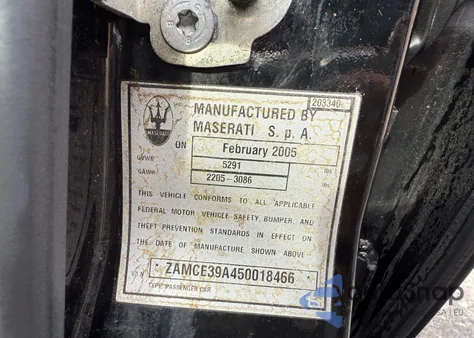 203340
MANUFACTURED BY
MASERATI S. p A.
MASERATI
ON February 2005
GVWR 5291 lbs
GAWR 2205-3086 lbs
THIS VEHICLE CONFORMS TO ALL APPLICABLE
FEDERAL MOTOR VEHICLE SAFETY, BUMPER, AND
THEFT PREVENTION STANDARDS IN EFFECT ON
THE DATE OF MANUFACTURE SHOWN ABOVE
ZAMCE39A450018466
TYPE: PASSENGER CAR